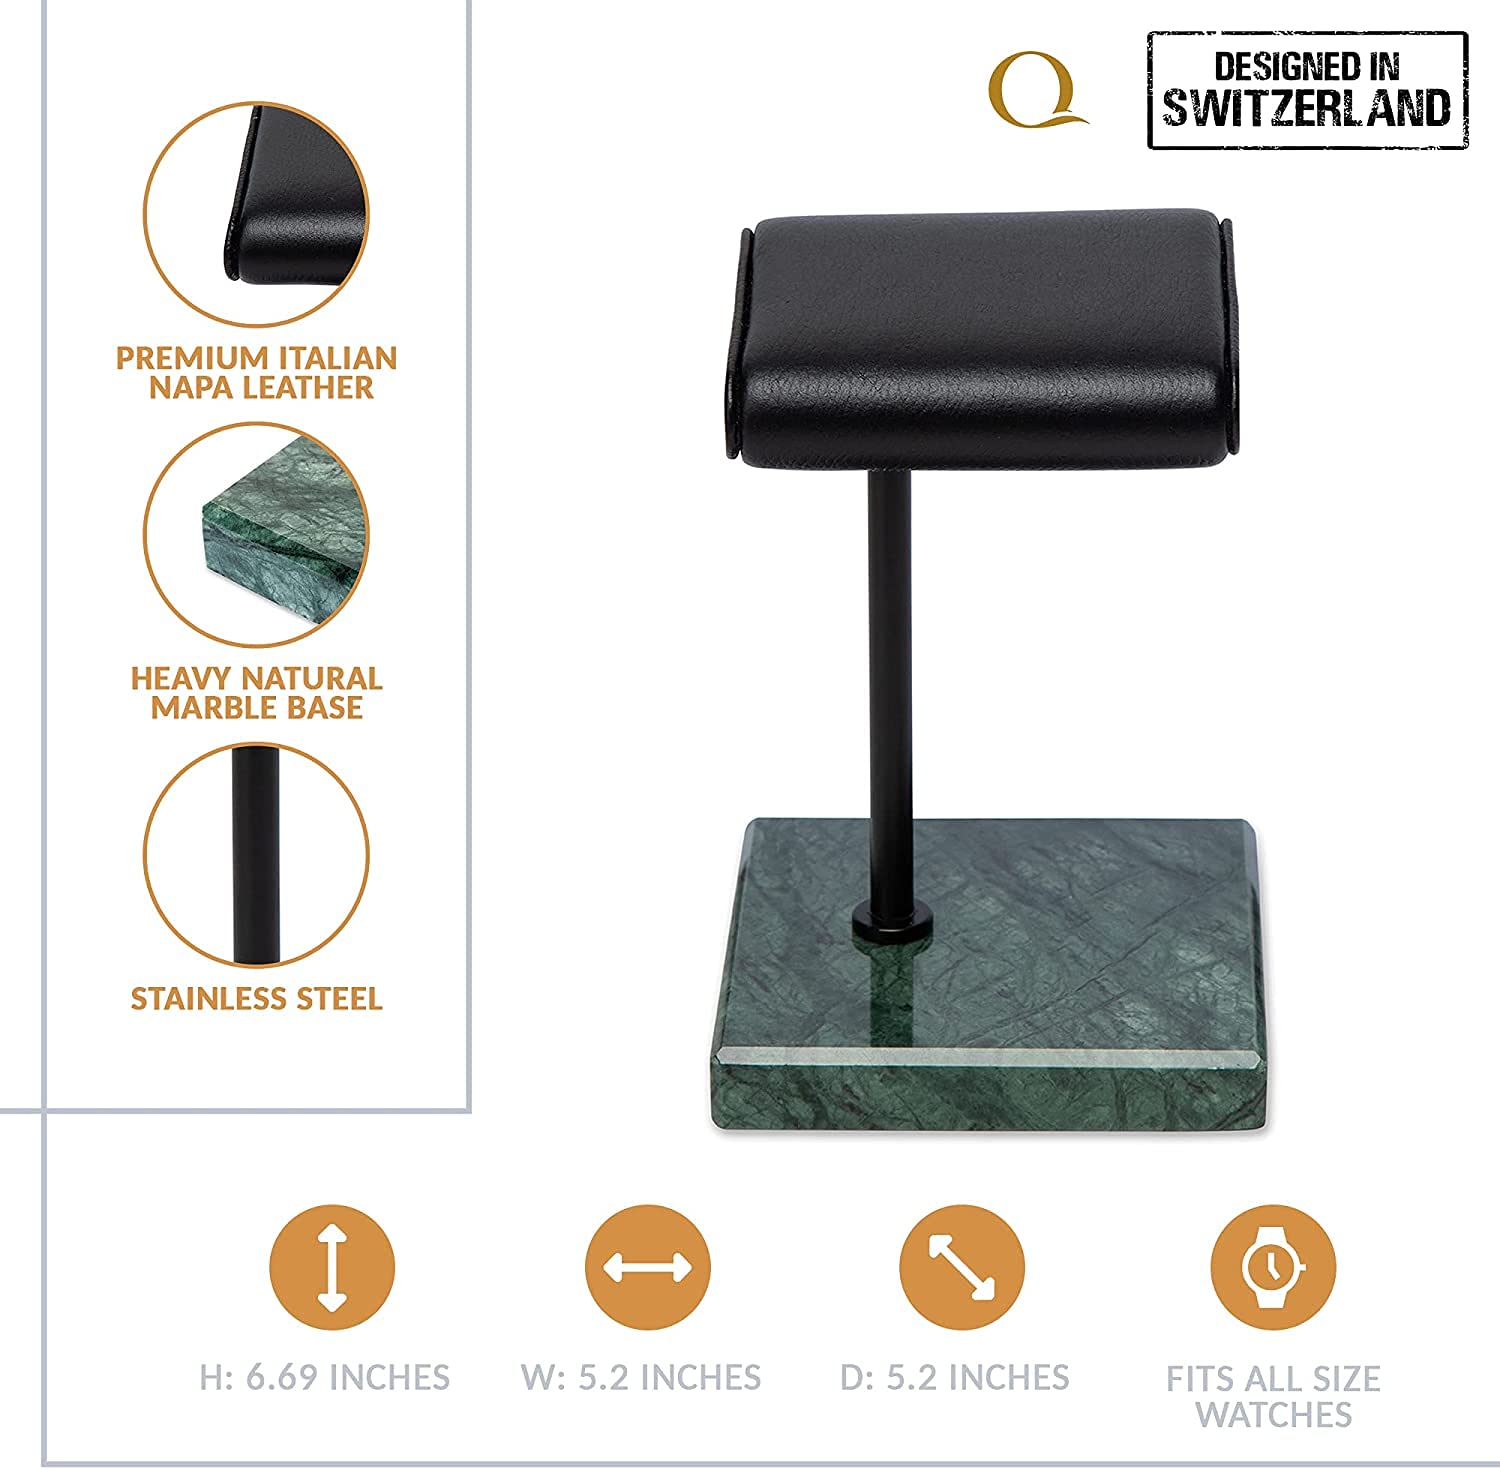 Q
DESIGNED IN
SWITZERLAND
PREMIUM ITALIAN
NAPA LEATHER
HEAVY NATURAL
MARBLE BASE
STAINLESS STEEL
H: 6.69 INCHES
W: 5.2 INCHES
D: 5.2 INCHES
FITS ALL SIZE
WATCHES